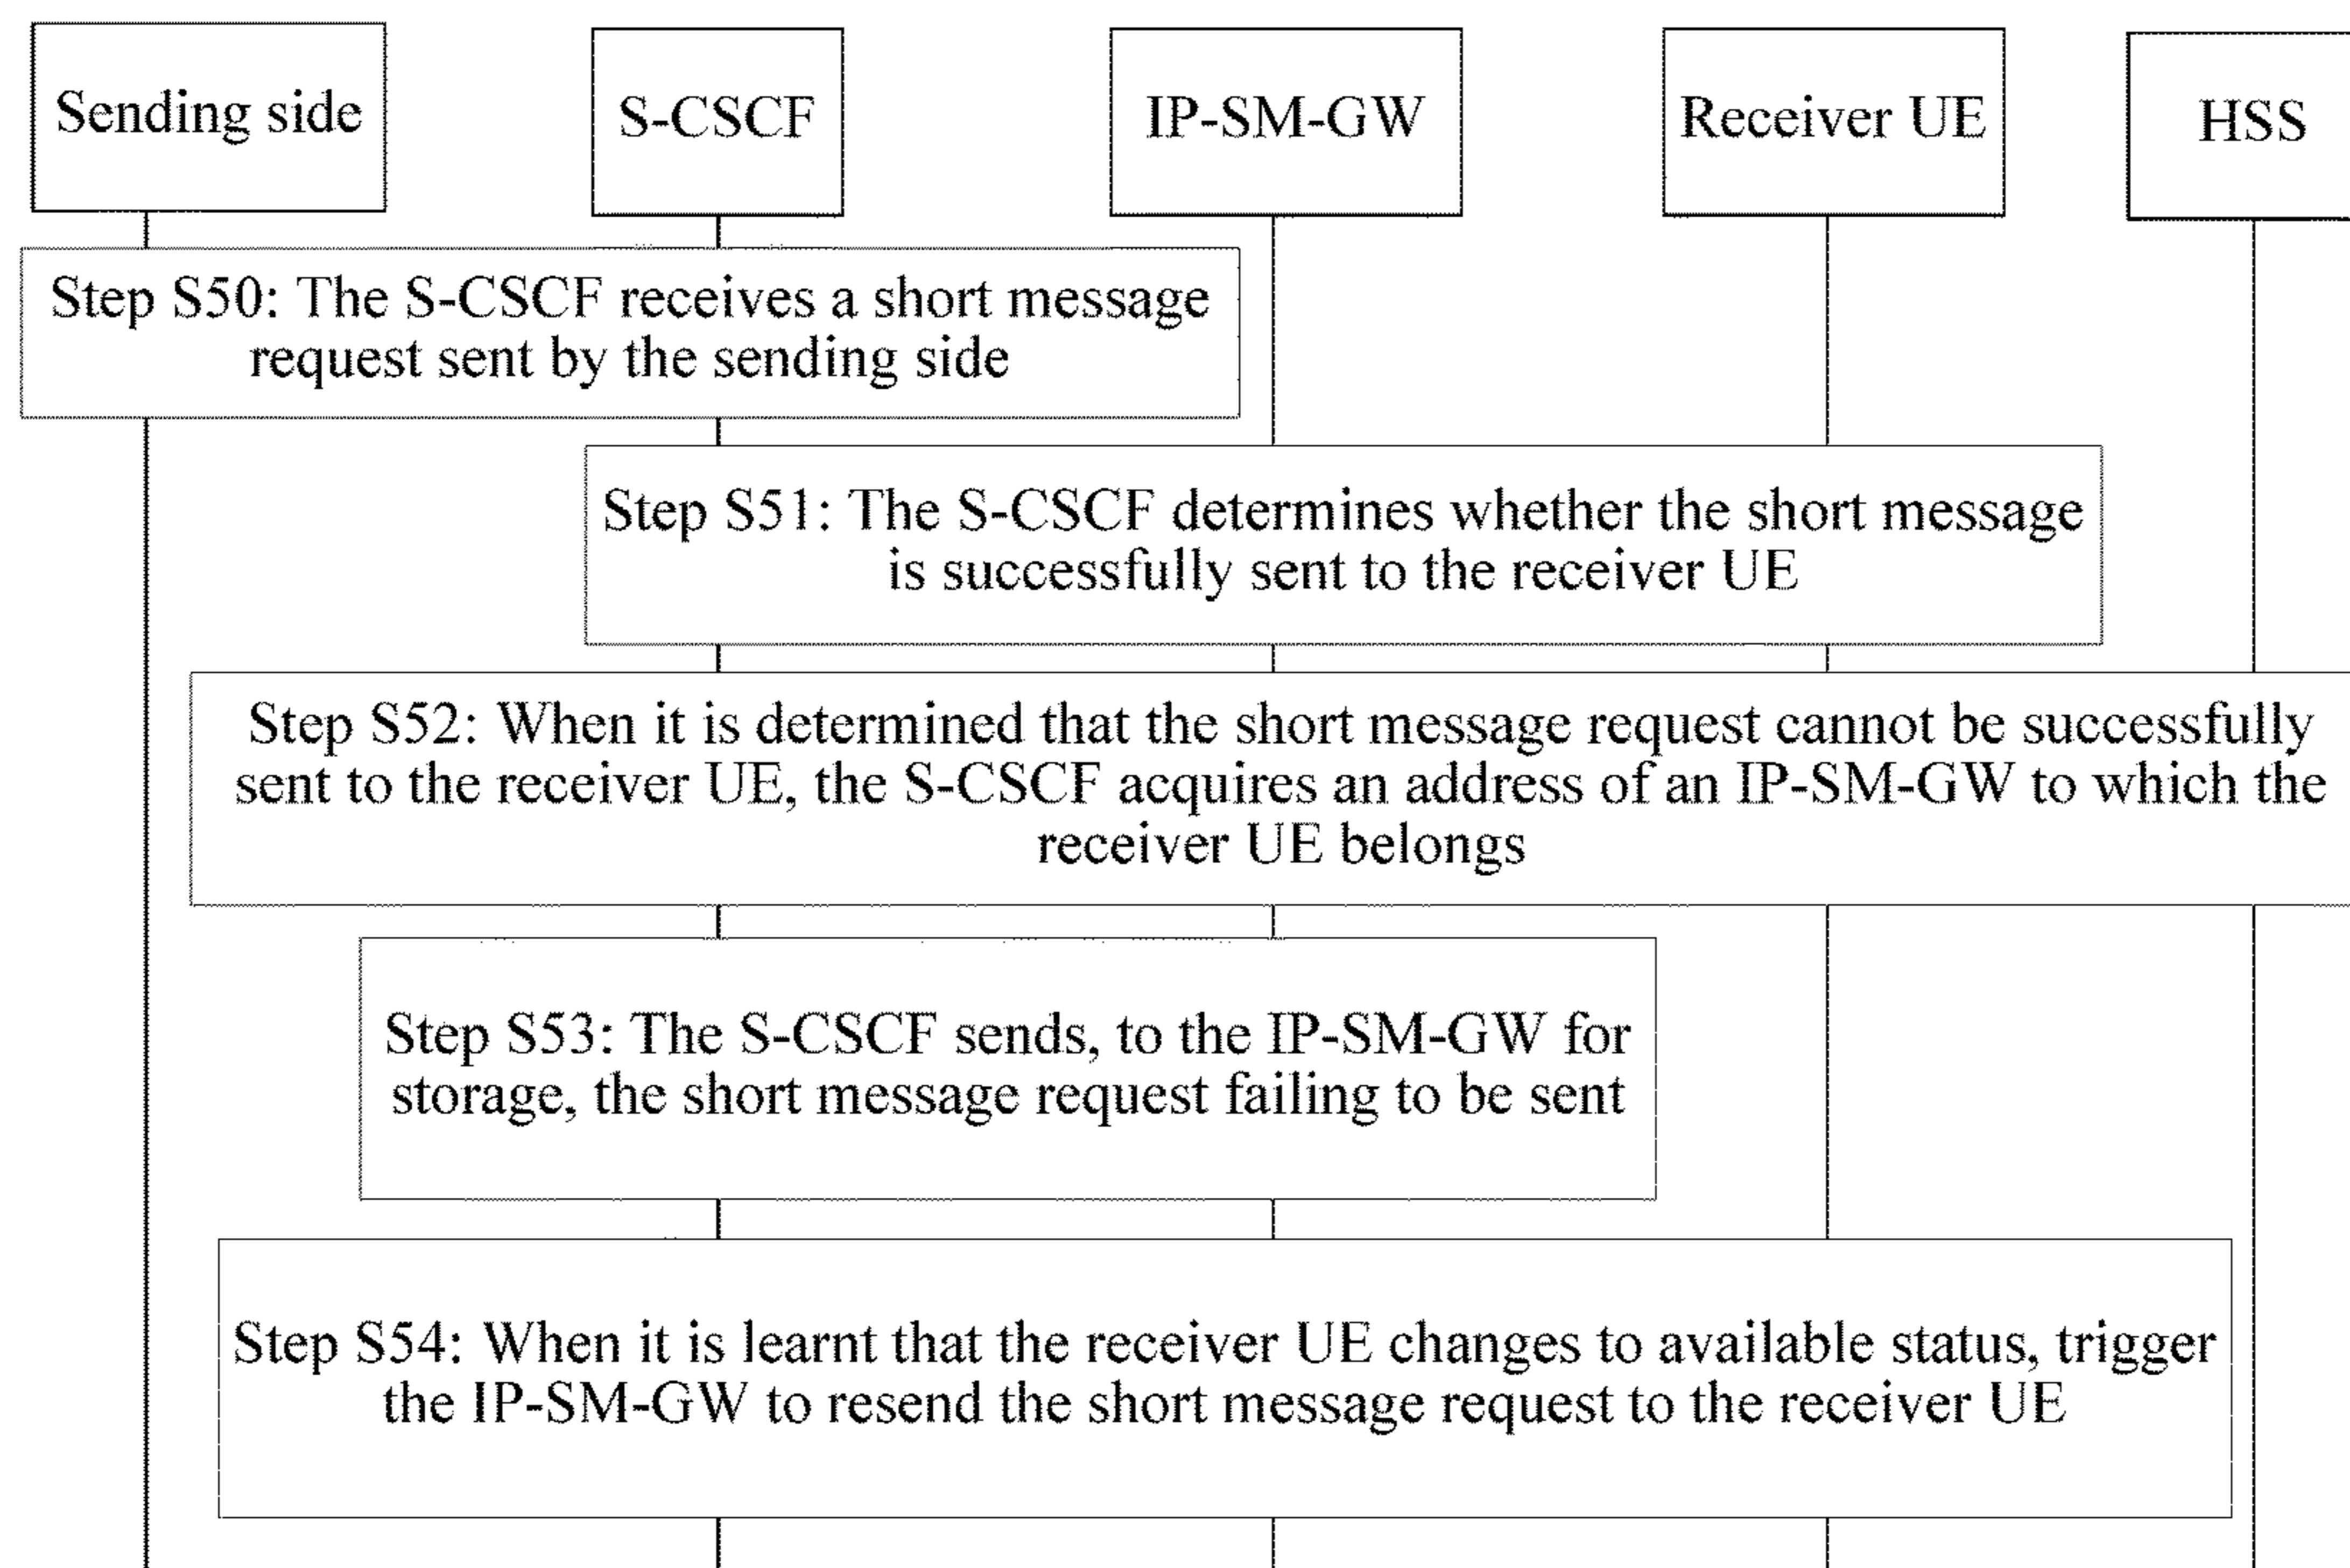 Sending side
S-CSCF
IP-SM-GW
Receiver UE
HSS
Step S50: The S-CSCF receives a short message
request sent by the sending side
Step S51: The S-CSCF determines whether the short message
is successfully sent to the receiver UE
Step S52: When it is determined that the short message request cannot be successfully
sent to the receiver UE, the S-CSCF acquires an address of an IP-SM-GW to which the
receiver UE belongs
Step S53: The S-CSCF sends, to the IP-SM-GW for
storage, the short message request failing to be sent
Step S54: When it is learnt that the receiver UE changes to available status, trigger
the IP-SM-GW to resend the short message request to the receiver UE